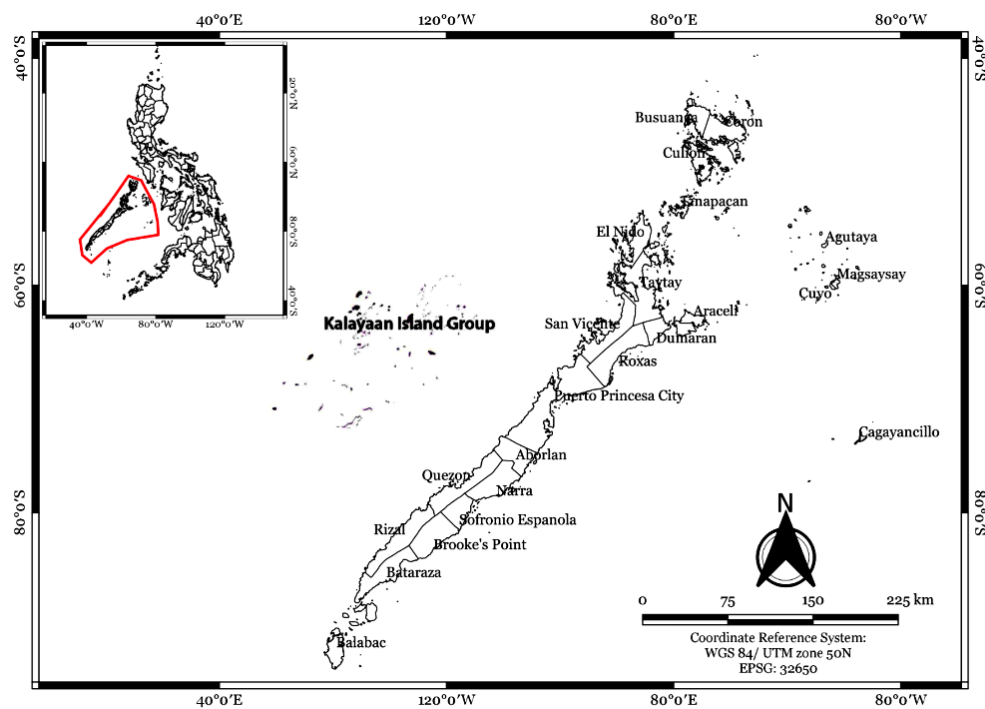 40°0'E 120°0'W 80°0'E 80°0'W
40°0'S
40°0'S
20°0'N
60°0'N
80°0'S
40°0'S
40°0'W 80°0'W 120°0'W
Busuanga
Coron
Culion
Linapacan
El Nido
Agutaya
Taytay
Magsaysay
Cuyo
60°0'S
60°0'S
Kalayaan Island Group
San Vicente
Araceli
Dumaran
Roxas
Puerto Princesa City
Cagayancillo
Aborlan
Quezon
Narra
80°0'S
80°0'S
Sofronio Espanola
Rizal
Brooke's Point
Bataraza
Balabac
N
0 75 150 225 km
Coordinate Reference System:
WGS 84/ UTM zone 50N
EPSG: 32650
40°0'E 120°0'W 80°0'E 80°0'W